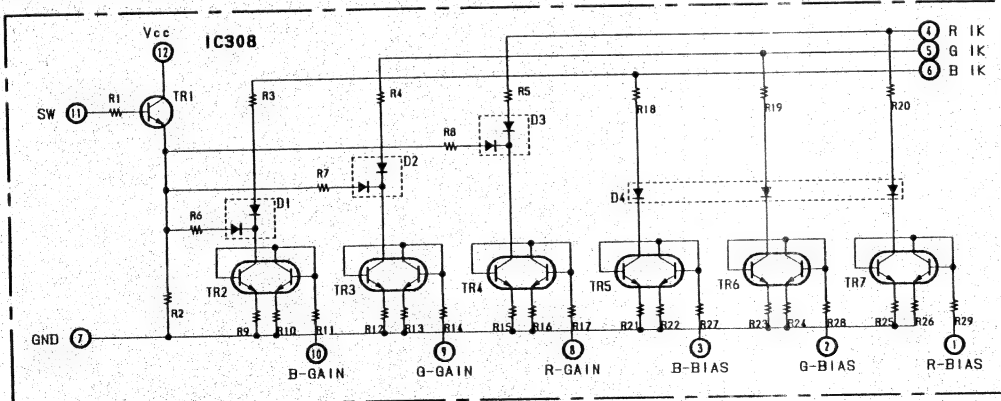 Vcc
12
IC308
4 R IK
5 G IK
6 B IK
SW 11 R1
TR1
R3
R4
R5
R18
R19
R20
D3
R8
D2
R7
D1
R6
D4
TR2
TR3
TR4
TR5
TR6
TR7
R2
R9 R10 R11 R12 R13 R14 R15 R16 R17 R21 R22 R27 R23 R24 R28 R25 R26 R29
GND 7
10 9 8 3 2 1
B-GAIN G-GAIN R-GAIN B-BIAS G-BIAS R-BIAS